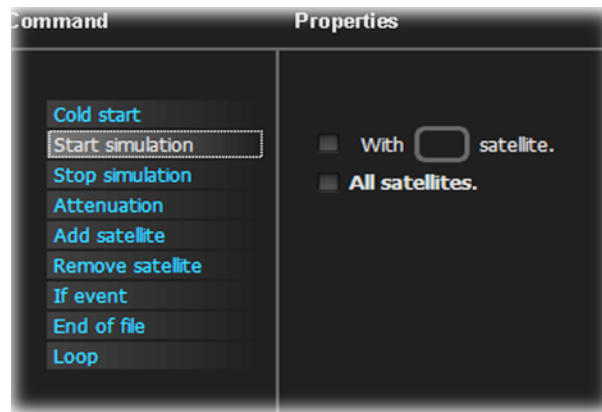 Command
Properties
Cold start
Start simulation
Stop simulation
Attenuation
Add satellite
Remove satellite
If event
End of file
Loop
With satellite.
All satellites.